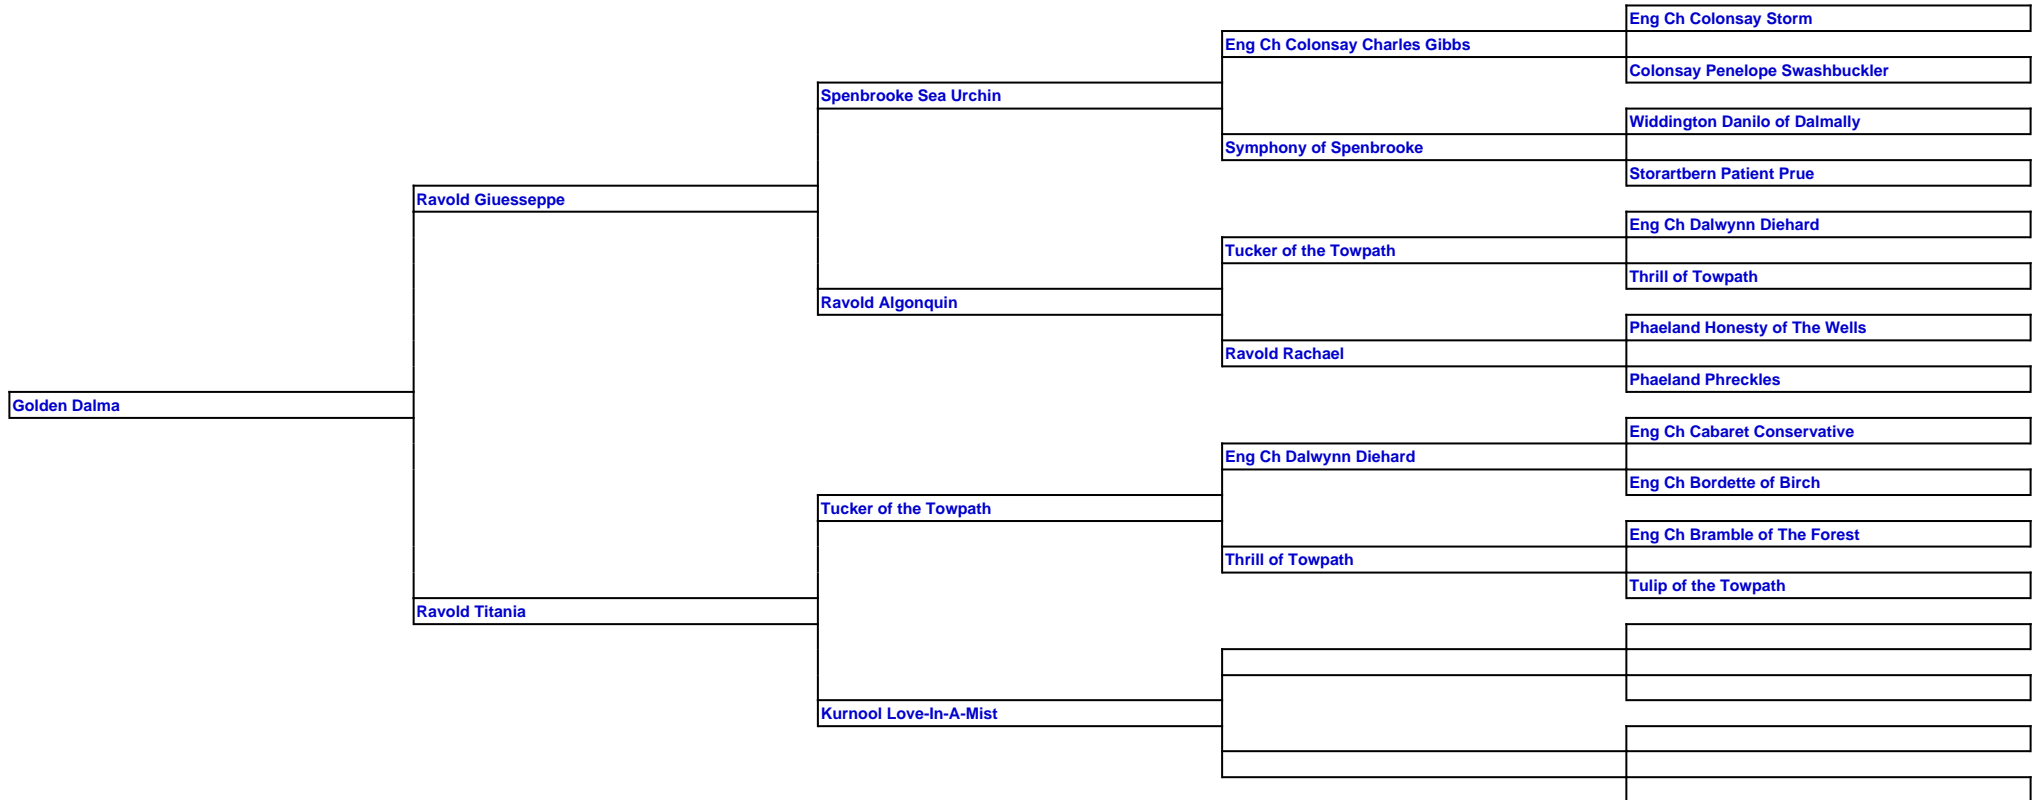 Eng Ch Colonsay Storm
Eng Ch Colonsay Charles Gibbs
Colonsay Penelope Swashbuckler
Spenbrooke Sea Urchin
Widdington Danilo of Dalmally
Symphony of Spenbrooke
Storartbern Patient Prue
Ravold Giuesseppe
Eng Ch Dalwynn Diehard
Tucker of the Towpath
Thrill of Towpath
Ravold Algonquin
Phaeland Honesty of The Wells
Ravold Rachael
Phaeland Phreckles
Golden Dalma
Eng Ch Cabaret Conservative
Eng Ch Dalwynn Diehard
Eng Ch Bordette of Birch
Tucker of the Towpath
Eng Ch Bramble of The Forest
Thrill of Towpath
Tulip of the Towpath
Ravold Titania
Kurnool Love-In-A-Mist